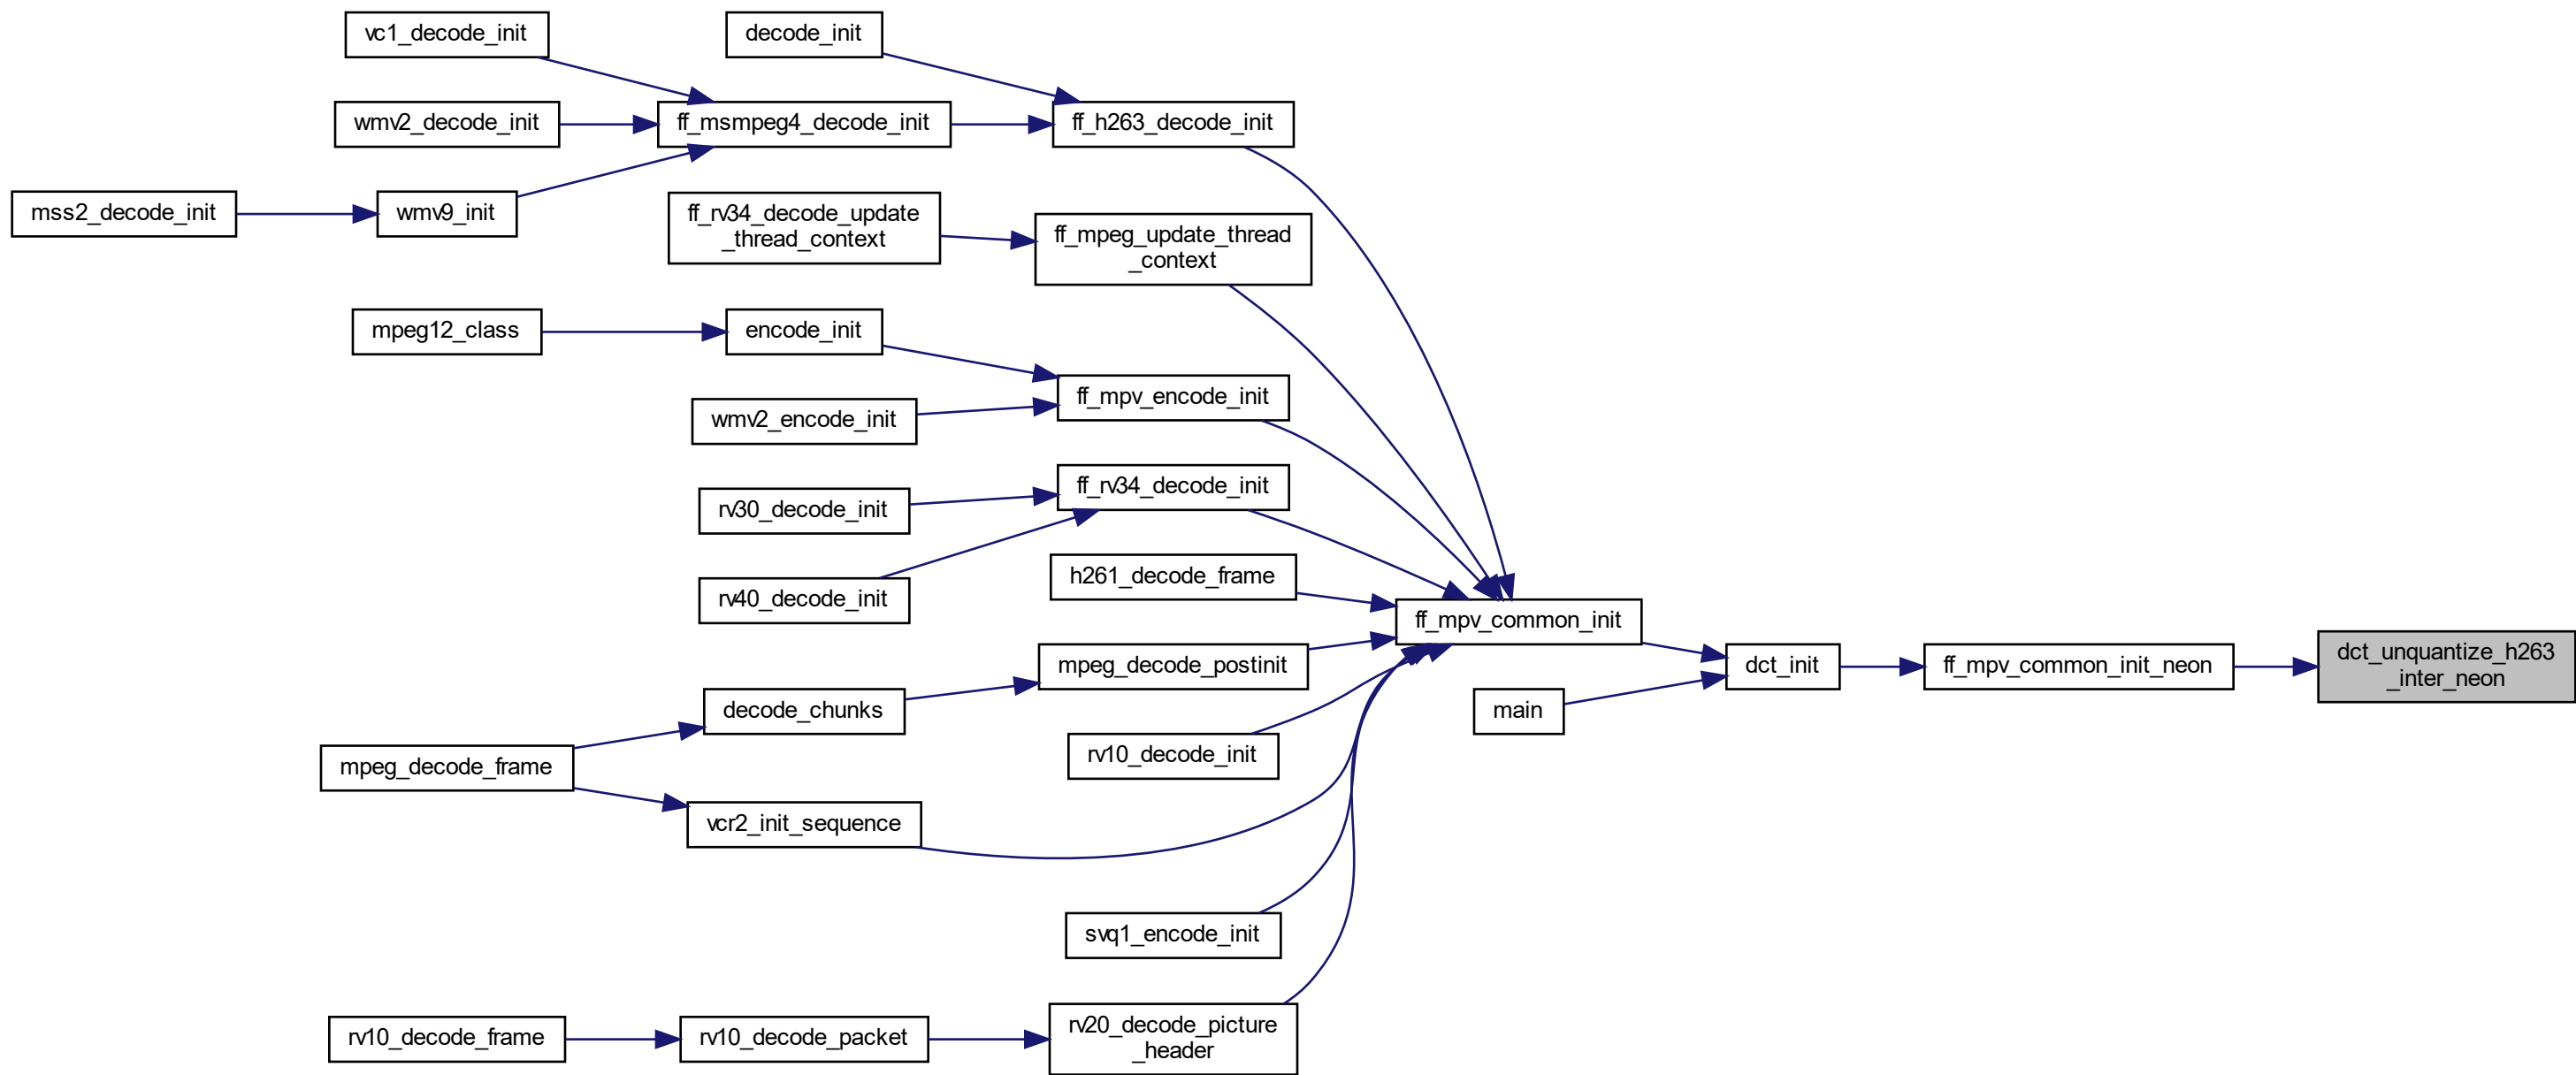 vc1_decode_init
decode_init
wmv2_decode_init
ff_msmpeg4_decode_init
ff_h263_decode_init
mss2_decode_init
wmv9_init
ff_rv34_decode_update
_thread_context
ff_mpeg_update_thread
_context
mpeg12_class
encode_init
ff_mpv_encode_init
wmv2_encode_init
ff_rv34_decode_init
rv30_decode_init
h261_decode_frame
rv40_decode_init
ff_mpv_common_init
mpeg_decode_postinit
dct_init
ff_mpv_common_init_neon
dct_unquantize_h263
_inter_neon
decode_chunks
main
mpeg_decode_frame
rv10_decode_init
vcr2_init_sequence
svq1_encode_init
rv10_decode_frame
rv10_decode_packet
rv20_decode_picture
_header